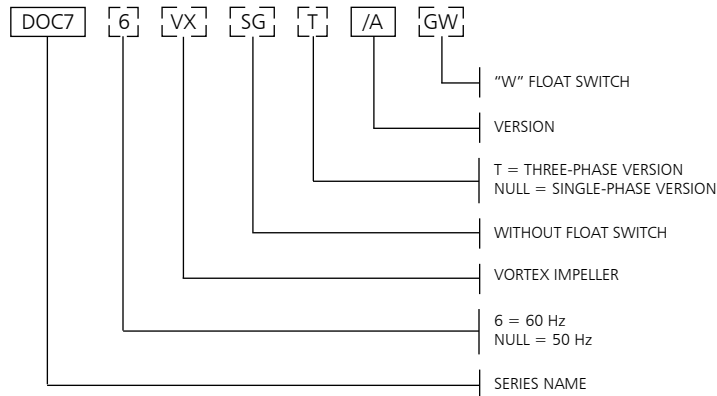 DOC7 6 VX SG T /A GW
“W” FLOAT SWITCH
VERSION
T = THREE-PHASE VERSION
NULL = SINGLE-PHASE VERSION
WITHOUT FLOAT SWITCH
VORTEX IMPELLER
6 = 60 Hz
NULL = 50 Hz
SERIES NAME